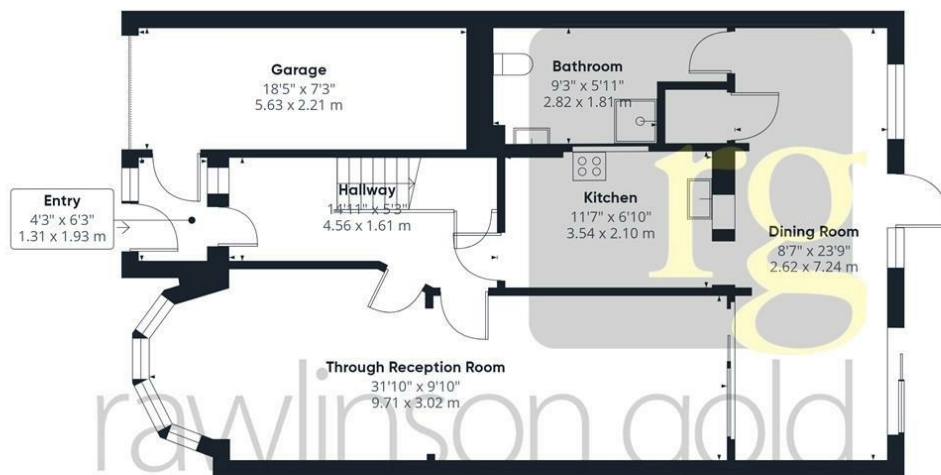 Garage
18'5" x 7'3"
5.63 x 2.21 m
Bathroom
9'3" x 5'11"
2.82 x 1.81 m
Entry
4'3" x 6'3"
1.31 x 1.93 m
Hallway
14'11" x 5'3"
4.56 x 1.61 m
Kitchen
11'7" x 6'10"
3.54 x 2.10 m
rg
Dining Room
8'7" x 23'9"
2.62 x 7.24 m
Through Reception Room
31'10" x 9'10"
9.71 x 3.02 m
rawlinson gold